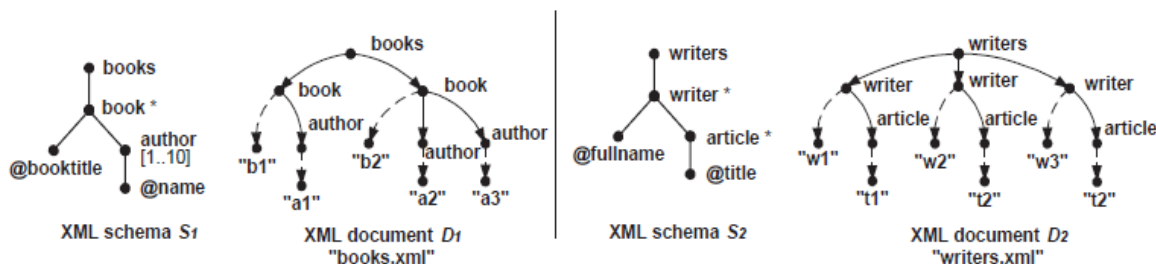 books
book *
author
[1..10]
@booktitle
@name
XML schema S1
books
book
book
author
author
author
"b1"
"b2"
"a1"
"a2"
"a3"
XML document D1
"books.xml"
writers
writer *
article *
@fullname
@title
XML schema S2
writers
writer
writer
writer
article
article
article
"w1"
"w2"
"w3"
"t1"
"t2"
"t2"
XML document D2
"writers.xml"